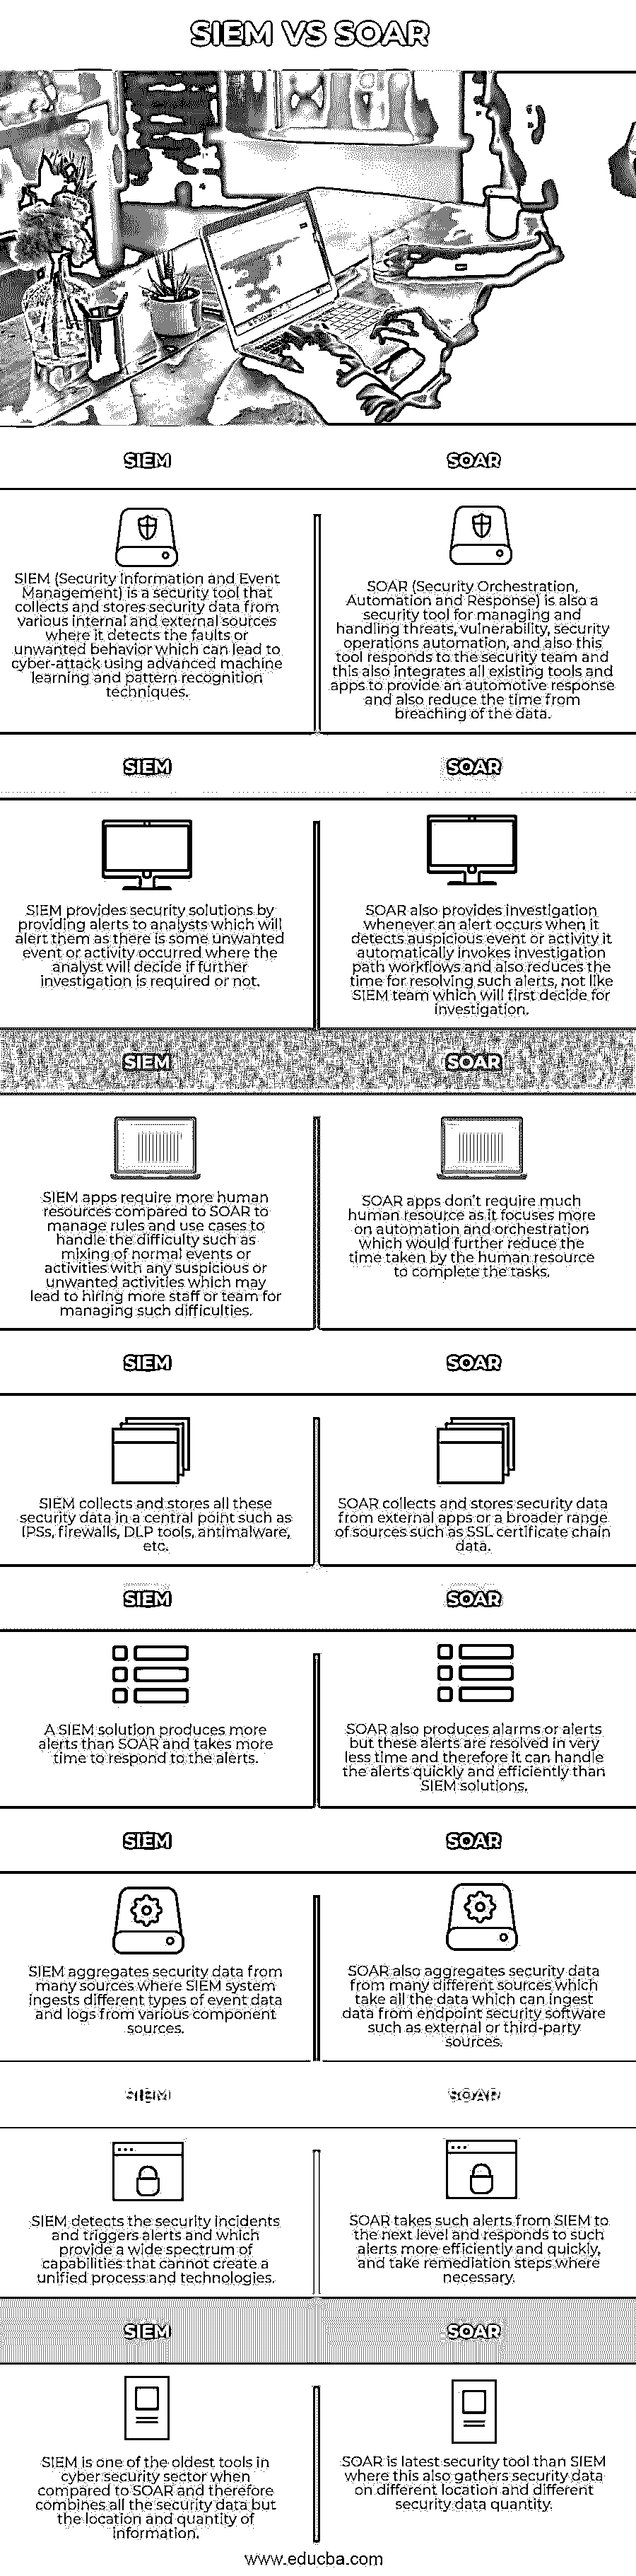 SIEM VS SOAR
SIEM
SOAR
SIEM (Security Information and Event
Management) is a security tool that
collects and stores security data from
various internal and external sources
where it detects the faults or
unwanted behavior which can lead to
cyber-attack using advanced machine
learning and pattern recognition
techniques.
SOAR (Security Orchestration,
Automation and Response) is also a
security tool for managing and
handling threats, vulnerability, security
operations automation, and also this
tool responds to the security team and
this also integrates all existing tools and
apps to provide an automotive response
and also reduce the time from
breaching of the data.
SIEM
SOAR
SIEM provides security solutions by
providing alerts to analysts which will
alert them as there is some unwanted
event or activity occurred where the
analyst will decide if further
investigation is required or not.
SOAR also provides investigation
whenever an alert occurs when it
detects auspicious event or activity it
automatically invokes investigation
path workflows and also reduces the
time for resolving such alerts, not like
SIEM team which will first decide for
investigation.
SIEM
SOAR
SIEM apps require more human
resources compared to SOAR to
manage rules and use cases to
handle the difficulty such as
mixing of normal events or
activities with any suspicious or
unwanted activities which may
lead to hiring more staff or team for
managing such difficulties.
SOAR apps don't require much
human resource as it focuses more
on automation and orchestration
which would further reduce the
time taken by the human resource
to complete the tasks.
SIEM
SOAR
SIEM collects and stores all these
security data in a central point such as
IPSs, firewalls, DLP tools, antimalware,
etc.
SOAR collects and stores security data
from external apps or a broader range
of sources such as SSL certificate chain
data.
SIEM
SOAR
A SIEM solution produces more
alerts than SOAR and takes more
time to respond to the alerts.
SOAR also produces alarms or alerts
but these alerts are resolved in very
less time and therefore it can handle
the alerts quickly and efficiently than
SIEM solutions.
SIEM
SOAR
SIEM aggregates security data from
many sources where SIEM system
ingests different types of event data
and logs from various component
sources.
SOAR also aggregates security data
from many different sources which
take all the data which can ingest
data from endpoint security software
such as external or third-party
sources.
SIEM
SOAR
SIEM detects the security incidents
and triggers alerts and which
provide a wide spectrum of
capabilities that cannot create a
unified process and technologies.
SOAR takes such alerts from SIEM to
the next level and responds to such
alerts more efficiently and quickly,
and take remediation steps where
necessary.
SIEM
SOAR
SIEM is one of the oldest tools in
cyber security sector when
compared to SOAR and therefore
combines all the security data but
the location and quantity of
information.
SOAR is latest security tool than SIEM
where this also gathers security data
on different location and different
security data quantity.
www.educba.com